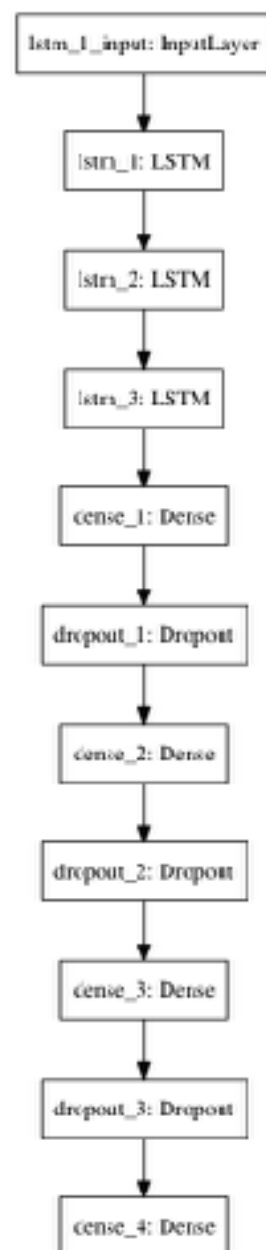 lstm_1_input: InputLayer
lstm_1: LSTM
lstm_2: LSTM
lstm_3: LSTM
dense_1: Dense
dropout_1: Dropout
dense_2: Dense
dropout_2: Dropout
dense_3: Dense
dropout_3: Dropout
dense_4: Dense